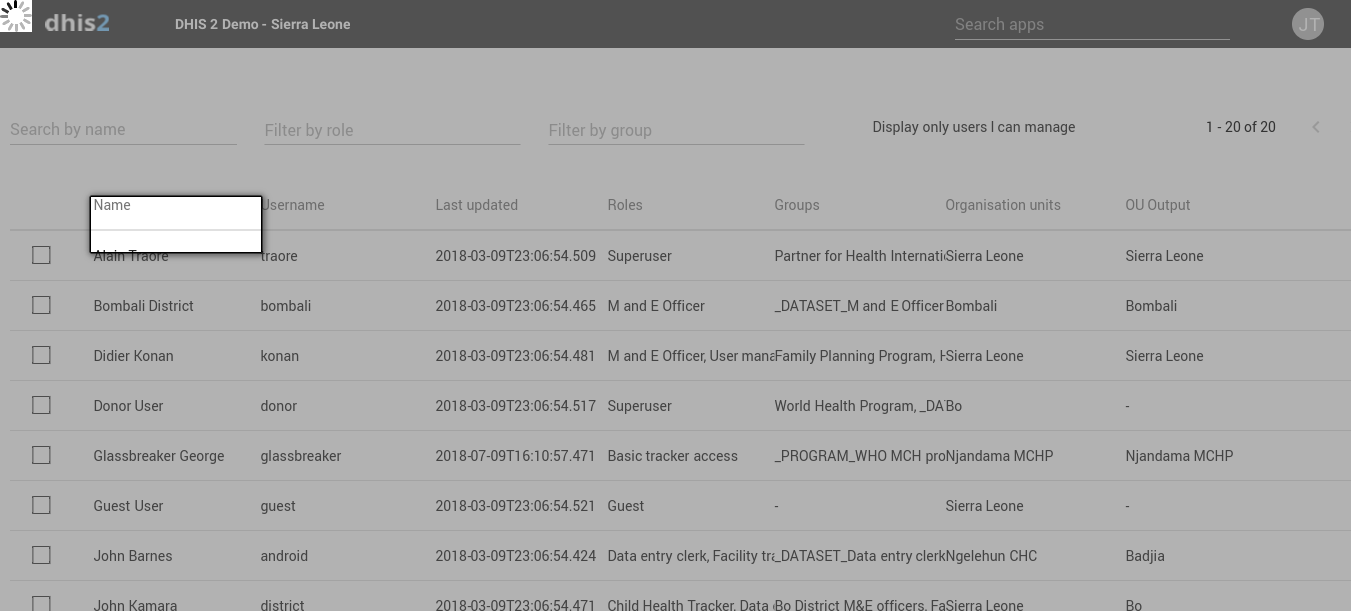 dhis2 DHIS 2 Demo - Sierra Leone Search apps JT
Search by name Filter by role Filter by group Display only users I can manage 1 - 20 of 20
Name Username Last updated Roles Groups Organisation units OU Output
Alain Traore traore 2018-03-09T23:06:54.509 Superuser Partner for Health Internati Sierra Leone Sierra Leone
Bombali District bombali 2018-03-09T23:06:54.465 M and E Officer _DATASET_M and E Officer Bombali Bombali
Didier Konan konan 2018-03-09T23:06:54.481 M and E Officer, User mana Family Planning Program, H Sierra Leone Sierra Leone
Donor User donor 2018-03-09T23:06:54.517 Superuser World Health Program, _DA Bo -
Glassbreaker George glassbreaker 2018-07-09T16:10:57.471 Basic tracker access _PROGRAM_WHO MCH pro Njandama MCHP Njandama MCHP
Guest User guest 2018-03-09T23:06:54.521 Guest - Sierra Leone -
John Barnes android 2018-03-09T23:06:54.424 Data entry clerk, Facility tra _DATASET_Data entry clerk Ngelehun CHC Badjia
John Kamara district 2018-03-09T23:06:54.471 Child Health Tracker, Data Bo District M&E officers, Fa Sierra Leone Bo